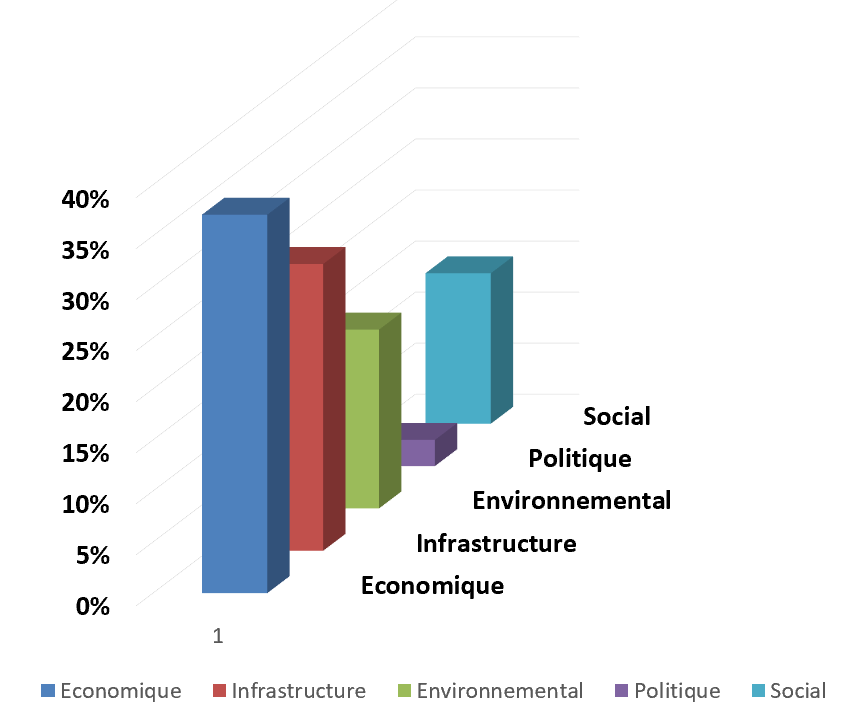 40%
35%
30%
25%
20%
15%
10%
5%
0%
Social
Politique
Environnemental
Infrastructure
Economique
1
Economique Infrastructure Environnemental Politique Social